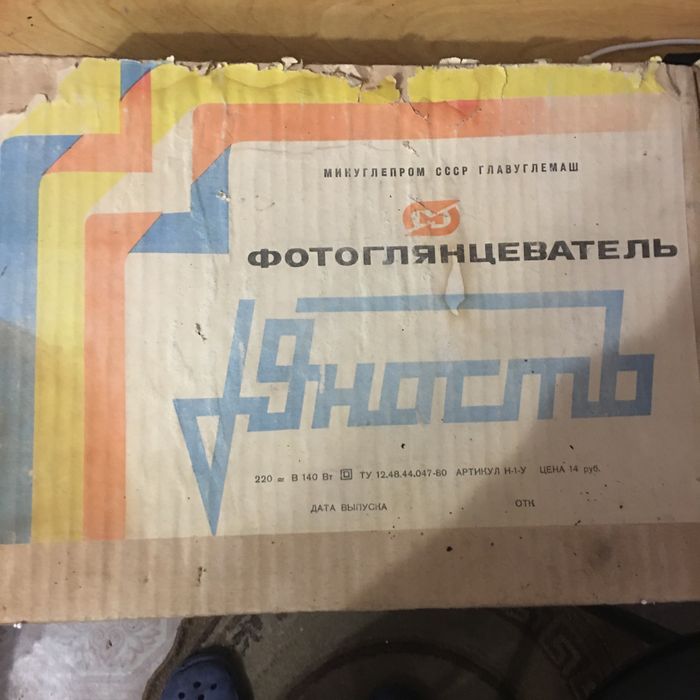 МИНУГЛЕПРОМ СССР ГЛАВУГЛЕМАШ
ФОТОГЛЯНЦЕВАТЕЛЬ
Юность
220 ≂ В 140 Вт ТУ 12.48.44.047-80 АРТИКУЛ Н-1-У ЦЕНА 14 руб.
ДАТА ВЫПУСКА ОТК